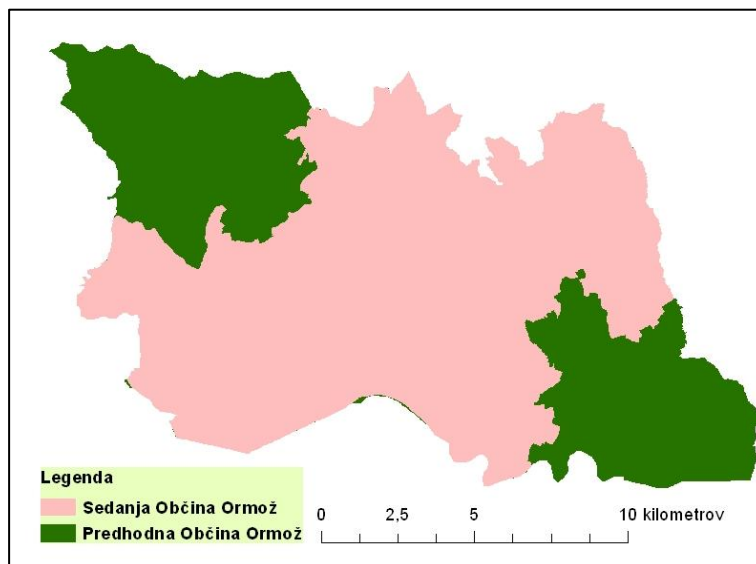 Legenda
Sedanja Občina Ormož
Predhodna Občina Ormož
0 2,5 5 10 kilometrov